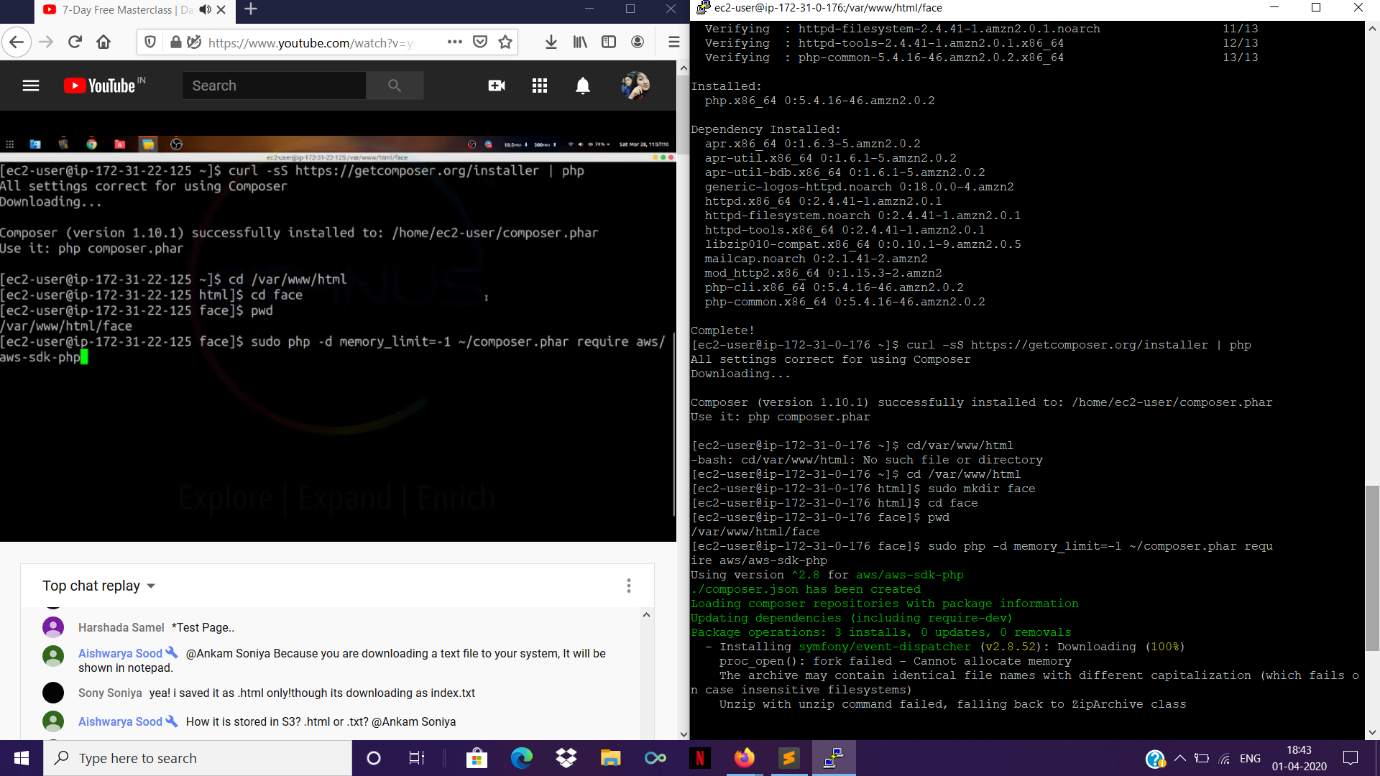 7-Day Free Masterclass | Da
https://www.youtube.com/watch?v=y
YouTube IN
Search
ec2-user@ip-172-31-22-125:/var/www/html/face
[ec2-user@ip-172-31-22-125 ~]$ curl -sS https://getcomposer.org/installer | php
All settings correct for using Composer
Downloading...
Composer (version 1.10.1) successfully installed to: /home/ec2-user/composer.phar
Use it: php composer.phar
[ec2-user@ip-172-31-22-125 ~]$ cd /var/www/html
[ec2-user@ip-172-31-22-125 html]$ cd face
[ec2-user@ip-172-31-22-125 face]$ pwd
/var/www/html/face
[ec2-user@ip-172-31-22-125 face]$ sudo php -d memory_limit=-1 ~/composer.phar require aws/
aws-sdk-php
Explore | Expand | Enrich
Top chat replay
Harshada Samel *Test Page..
Aishwarya Sood @Ankam Soniya Because you are downloading a text file to your system, It will be
shown in notepad.
Sony Soniya yea! i saved it as .html only!though its downloading as index.txt
Aishwarya Sood How it is stored in S3? .html or .txt? @Ankam Soniya
ec2-user@ip-172-31-0-176:/var/www/html/face
Verifying : httpd-filesystem-2.4.41-1.amzn2.0.1.noarch 11/13
Verifying : httpd-tools-2.4.41-1.amzn2.0.1.x86_64 12/13
Verifying : php-common-5.4.16-46.amzn2.0.2.x86_64 13/13
Installed:
php.x86_64 0:5.4.16-46.amzn2.0.2
Dependency Installed:
apr.x86_64 0:1.6.3-5.amzn2.0.2
apr-util.x86_64 0:1.6.1-5.amzn2.0.2
apr-util-bdb.x86_64 0:1.6.1-5.amzn2.0.2
generic-logos-httpd.noarch 0:18.0.0-4.amzn2
httpd.x86_64 0:2.4.41-1.amzn2.0.1
httpd-filesystem.noarch 0:2.4.41-1.amzn2.0.1
httpd-tools.x86_64 0:2.4.41-1.amzn2.0.1
libzip010-compat.x86_64 0:0.10.1-9.amzn2.0.5
mailcap.noarch 0:2.1.41-2.amzn2
mod_http2.x86_64 0:1.15.3-2.amzn2
php-cli.x86_64 0:5.4.16-46.amzn2.0.2
php-common.x86_64 0:5.4.16-46.amzn2.0.2
Complete!
[ec2-user@ip-172-31-0-176 ~]$ curl -sS https://getcomposer.org/installer | php
All settings correct for using Composer
Downloading...
Composer (version 1.10.1) successfully installed to: /home/ec2-user/composer.phar
Use it: php composer.phar
[ec2-user@ip-172-31-0-176 ~]$ cd/var/www/html
-bash: cd/var/www/html: No such file or directory
[ec2-user@ip-172-31-0-176 ~]$ cd /var/www/html
[ec2-user@ip-172-31-0-176 html]$ sudo mkdir face
[ec2-user@ip-172-31-0-176 html]$ cd face
[ec2-user@ip-172-31-0-176 face]$ pwd
/var/www/html/face
[ec2-user@ip-172-31-0-176 face]$ sudo php -d memory_limit=-1 ~/composer.phar requ
ire aws/aws-sdk-php
Using version ^2.8 for aws/aws-sdk-php
./composer.json has been created
Loading composer repositories with package information
Updating dependencies (including require-dev)
Package operations: 3 installs, 0 updates, 0 removals
- Installing symfony/event-dispatcher (v2.8.52): Downloading (100%)
proc_open(): fork failed - Cannot allocate memory
The archive may contain identical file names with different capitalization (which fails o
n case insensitive filesystems)
Unzip with unzip command failed, falling back to ZipArchive class
Type here to search
ENG
18:43
01-04-2020